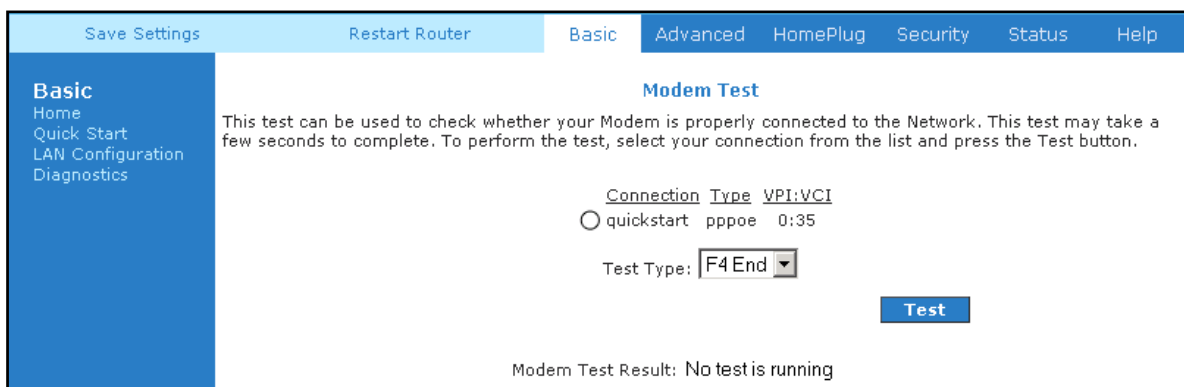 Save Settings Restart Router Basic Advanced HomePlug Security Status Help
Basic
Home
Quick Start
LAN Configuration
Diagnostics
Modem Test
This test can be used to check whether your Modem is properly connected to the Network. This test may take a
few seconds to complete. To perform the test, select your connection from the list and press the Test button.
Connection Type VPI:VCI
quickstart pppoe 0:35
Test Type: F4 End
Test
Modem Test Result: No test is running